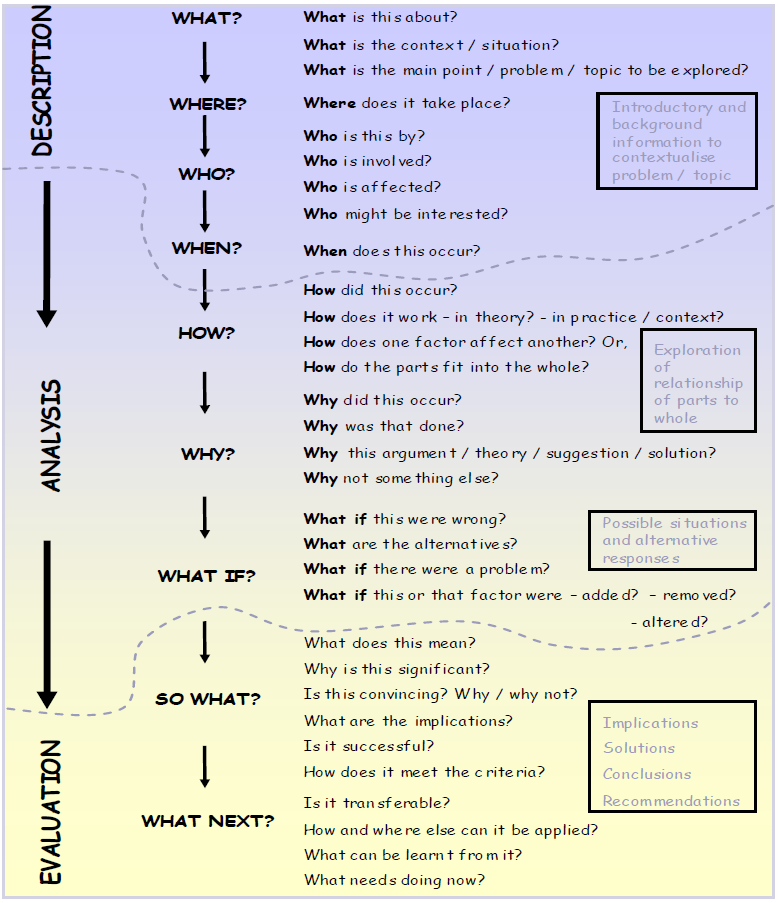 DESCRIPTION
WHAT?
What is this about?
What is the context / situation?
What is the main point / problem / topic to be explored?
WHERE?
Where does it take place?
Introductory and
background
information to
contextualise
problem / topic
WHO?
Who is this by?
Who is involved?
Who is affected?
Who might be interested?
WHEN?
When does this occur?
ANALYSIS
HOW?
How did this occur?
How does it work – in theory? - in practice / context?
How does one factor affect another? Or,
How do the parts fit into the whole?
Exploration
of
relationship
of parts to
whole
WHY?
Why did this occur?
Why was that done?
Why this argument / theory / suggestion / solution?
Why not something else?
WHAT IF?
What if this were wrong?
What are the alternatives?
What if there were a problem?
What if this or that factor were – added? – removed?
- altered?
Possible situations
and alternative
responses
EVALUATION
SO WHAT?
What does this mean?
Why is this significant?
Is this convincing? Why / why not?
What are the implications?
Is it successful?
How does it meet the criteria?
Implications
Solutions
Conclusions
Recommendations
WHAT NEXT?
Is it transferable?
How and where else can it be applied?
What can be learnt from it?
What needs doing now?